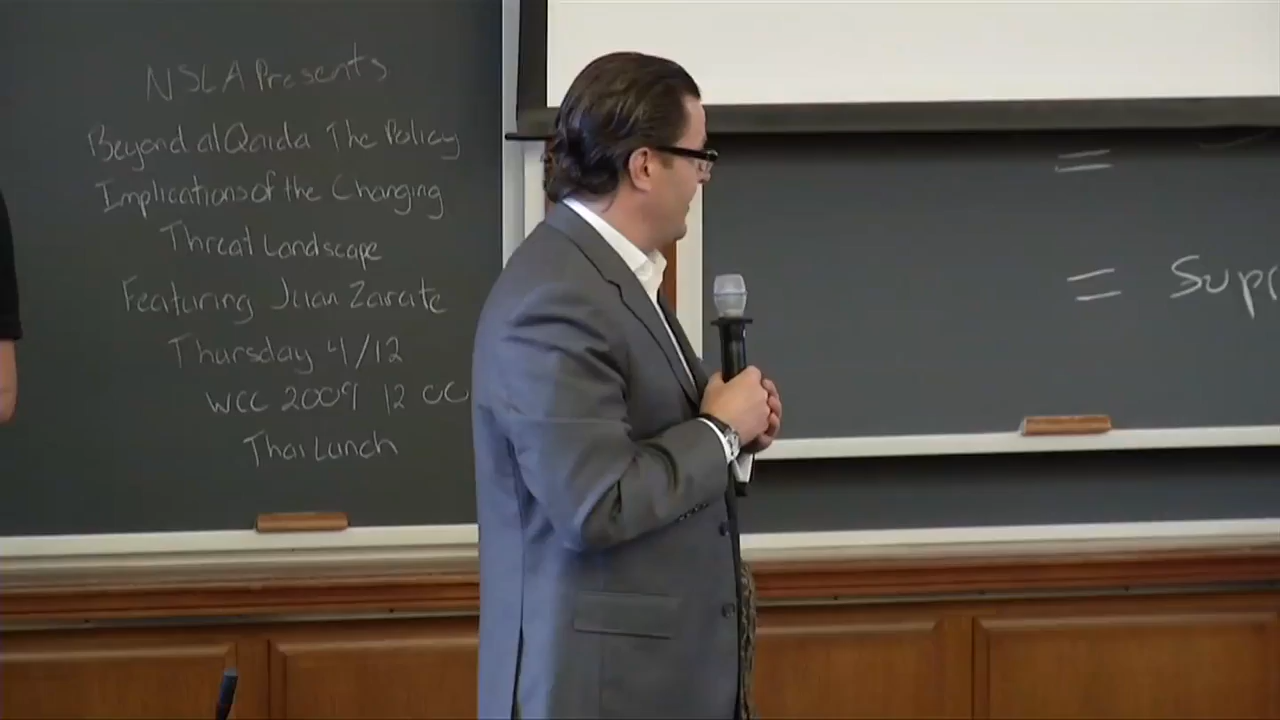 NSLA Presents
Beyond al Qaida The Policy
Implications of the Changing
Threat Landscape
Featuring Juan Zarate
Thursday 4/12
WCC 2009 12 00
Thai Lunch
=
= Supp